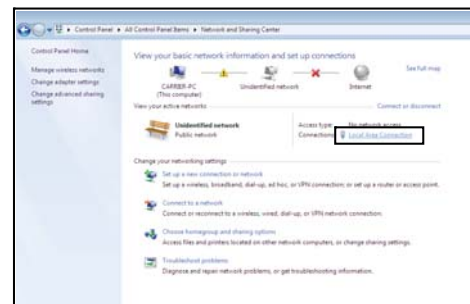 Control Panel ▸ All Control Panel Items ▸ Network and Sharing Center
Control Panel Home
Manage wireless networks
Change adapter settings
Change advanced sharing
settings
View your basic network information and set up connections
See full map
CARRIER-PC
(This computer)
Unidentified network
Internet
View your active networks
Connect or disconnect
Unidentified network
Public network
Access type: No network access
Connections: Local Area Connection
Change your networking settings
Set up a new connection or network
Set up a wireless, broadband, dial-up, ad hoc, or VPN connection; or set up a router or access point.
Connect to a network
Connect or reconnect to a wireless, wired, dial-up, or VPN network connection.
Choose homegroup and sharing options
Access files and printers located on other network computers, or change sharing settings.
Troubleshoot problems
Diagnose and repair network problems, or get troubleshooting information.